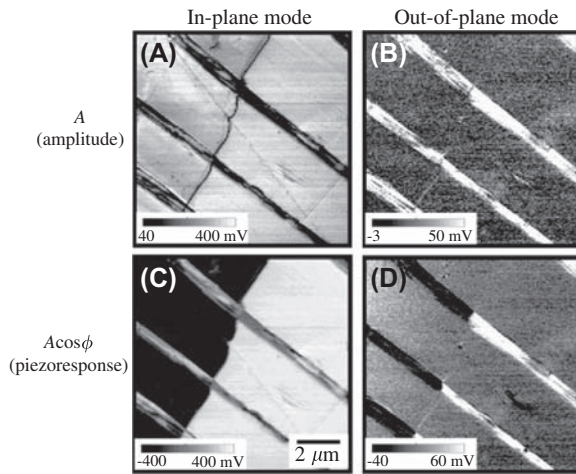 In-plane mode Out-of-plane mode
(A) (B)
A
(amplitude)
40 400 mV -3 50 mV
(C) (D)
Acosϕ
(piezoresponse)
2 μm
-400 400 mV -40 60 mV